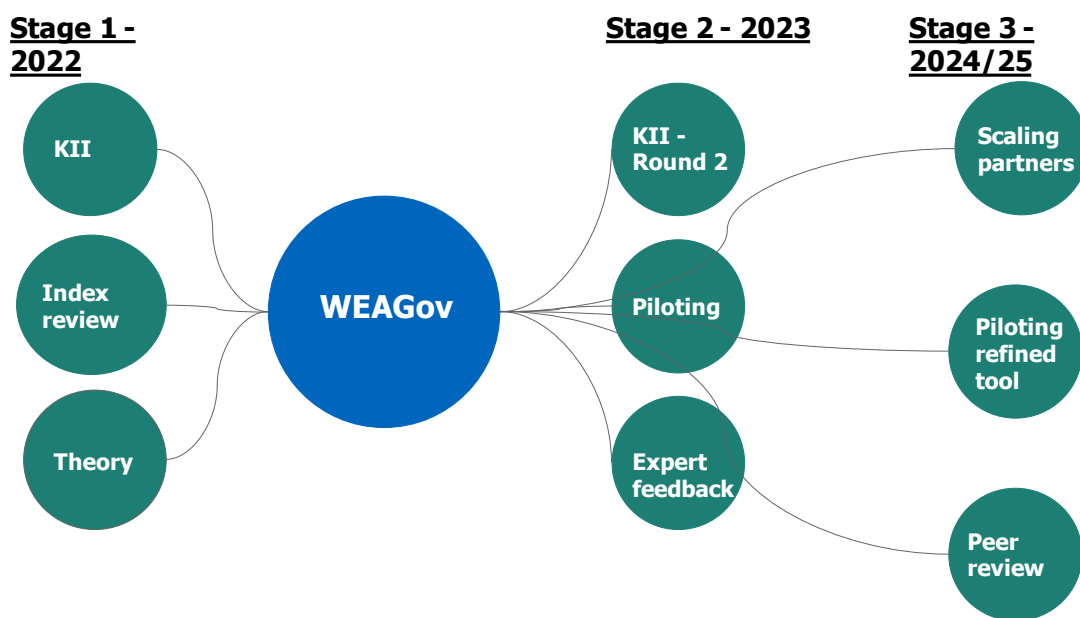 Stage 1 -
2022
KII
Index
review
Theory
WEAGov
Stage 2 - 2023
KII -
Round 2
Piloting
Expert
feedback
Stage 3 -
2024/25
Scaling
partners
Piloting
refined
tool
Peer
review